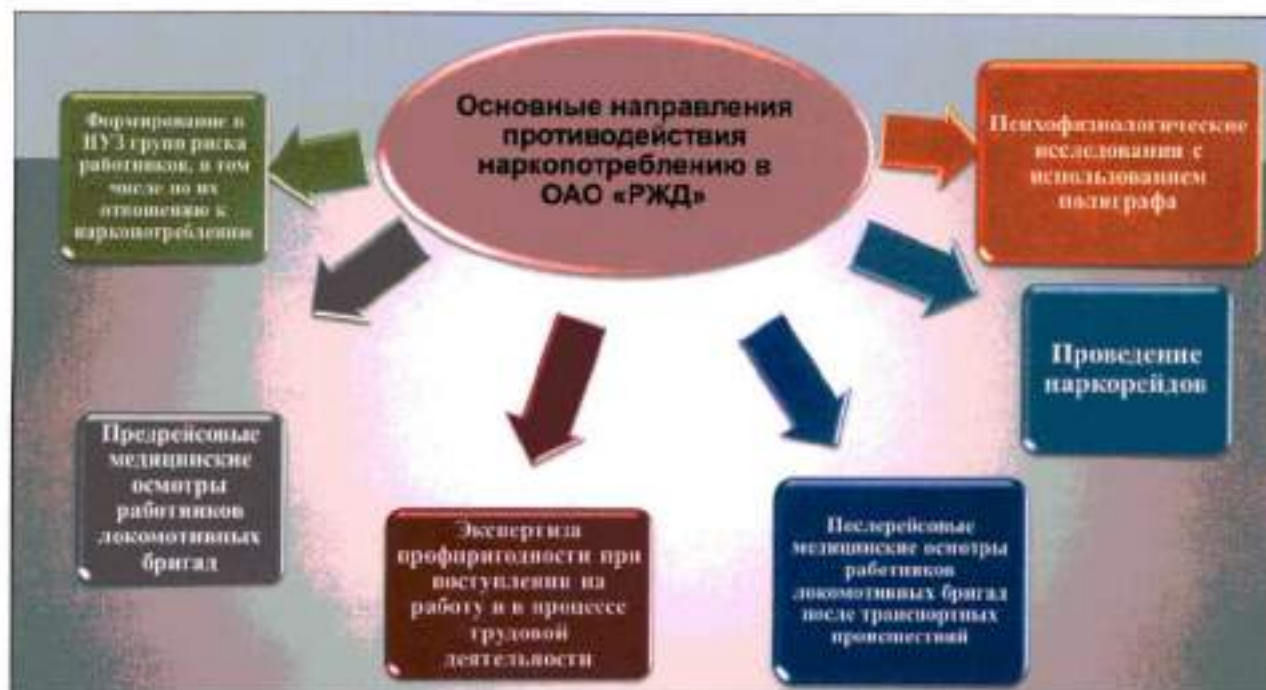 Основные направления
противодействия
наркопотреблению в
ОАО «РЖД»
Формирование в
НУЗ групп риска
работников, в том
числе по их
отношению к
наркопотреблению
Психофизиологические
исследования с
использованием
полиграфа
Проведение
наркорейдов
Предрейсовые
медицинские
осмотры
работников
локомотивных
бригад
Экспертиза
профпригодности при
поступлении на
работу и в процессе
трудовой
деятельности
Послерейсовые
медицинские осмотры
работников
локомотивных бригад
после транспортных
происшествий